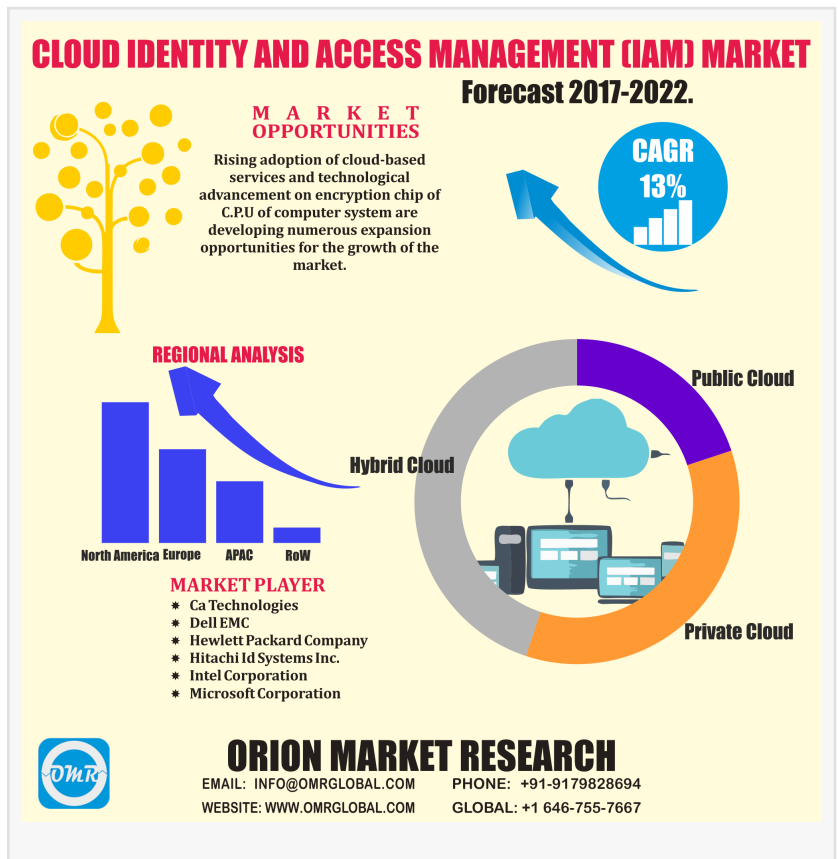 CLOUD IDENTITY AND ACCESS MANAGEMENT (IAM) MARKET
Forecast 2017-2022.
MARKET
OPPORTUNITIES
Rising adoption of cloud-based
services and technological
advancement on encryption chip of
C.P.U of computer system are
developing numerous expansion
opportunities for the growth of the
market.
CAGR
13%
REGIONAL ANALYSIS
North America Europe APAC RoW
Public Cloud
Hybrid Cloud
Private Cloud
MARKET PLAYER
✷ Ca Technologies
✷ Dell EMC
✷ Hewlett Packard Company
✷ Hitachi Id Systems Inc.
✷ Intel Corporation
✷ Microsoft Corporation
OMR
ORION MARKET RESEARCH
EMAIL: INFO@OMRGLOBAL.COM PHONE: +91-9179828694
WEBSITE: WWW.OMRGLOBAL.COM GLOBAL: +1 646-755-7667